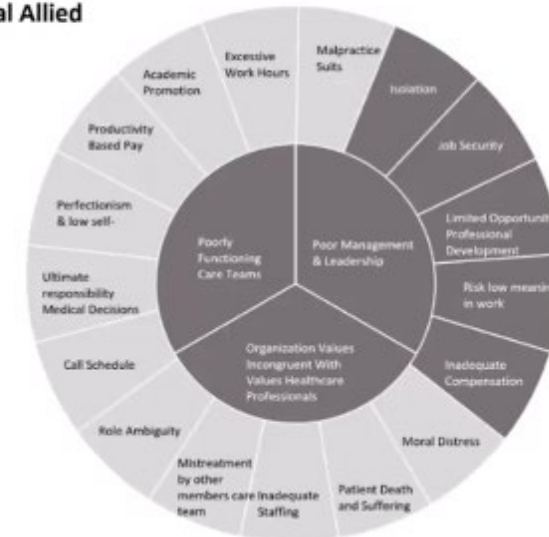 al Allied
Malpractice
Suits
Isolation
Job Security
Limited Opportunit
Professional
Development
Risk low meanin
in work
Inadequate
Compensation
Moral Distress
Patient Death
and Suffering
Inadequate
Staffing
Mistreatment
by other
members care
team
Role Ambiguity
Call Schedule
Ultimate
responsibility
Medical Decisions
Perfectionism
& low self-
Productivity
Based Pay
Academic
Promotion
Excessive
Work Hours
Poorly
Functioning
Care Teams
Poor Management
& Leadership
Organization Values
Incongruent With
Values Healthcare
Professionals